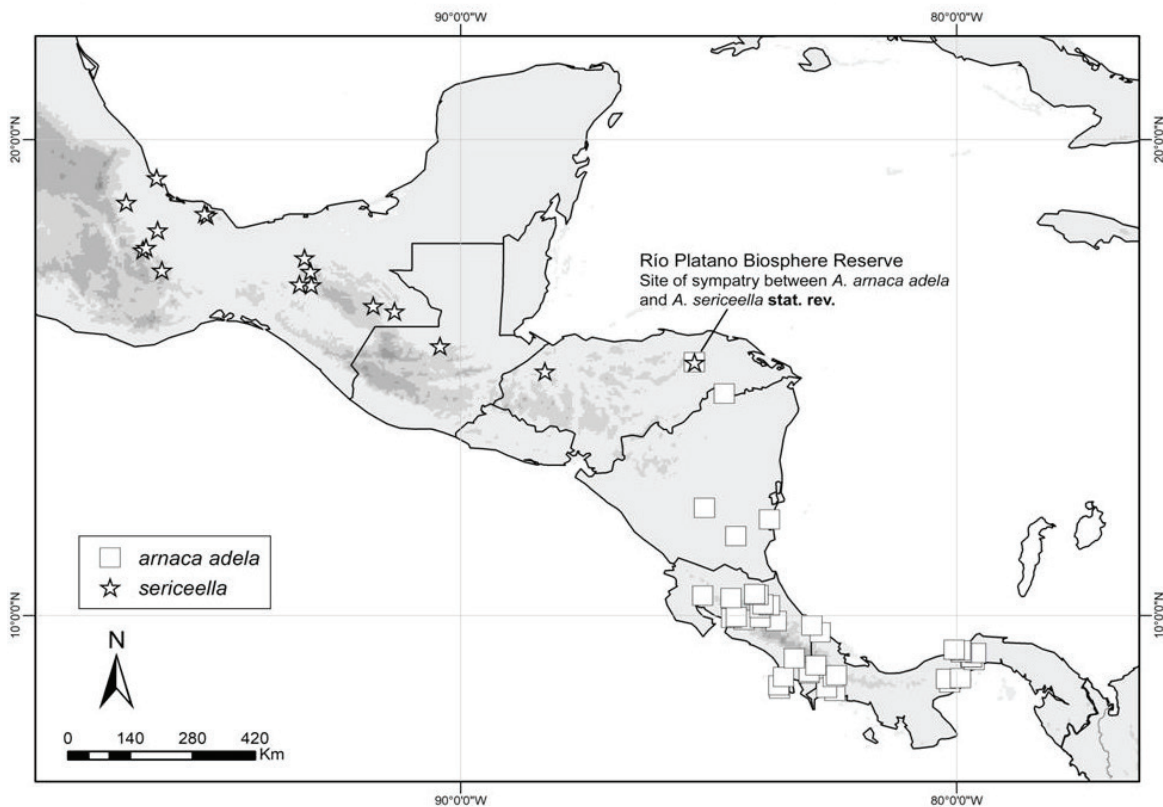 90°0'0"W
80°0'0"W
20°0'0"N
20°0'0"N
Río Platano Biosphere Reserve
Site of sympatry between A. arnaca adela
and A. sericeella stat. rev.
arnaca adela
sericeella
10°0'0"N
10°0'0"N
N
0 140 280 420
Km
90°0'0"W
80°0'0"W